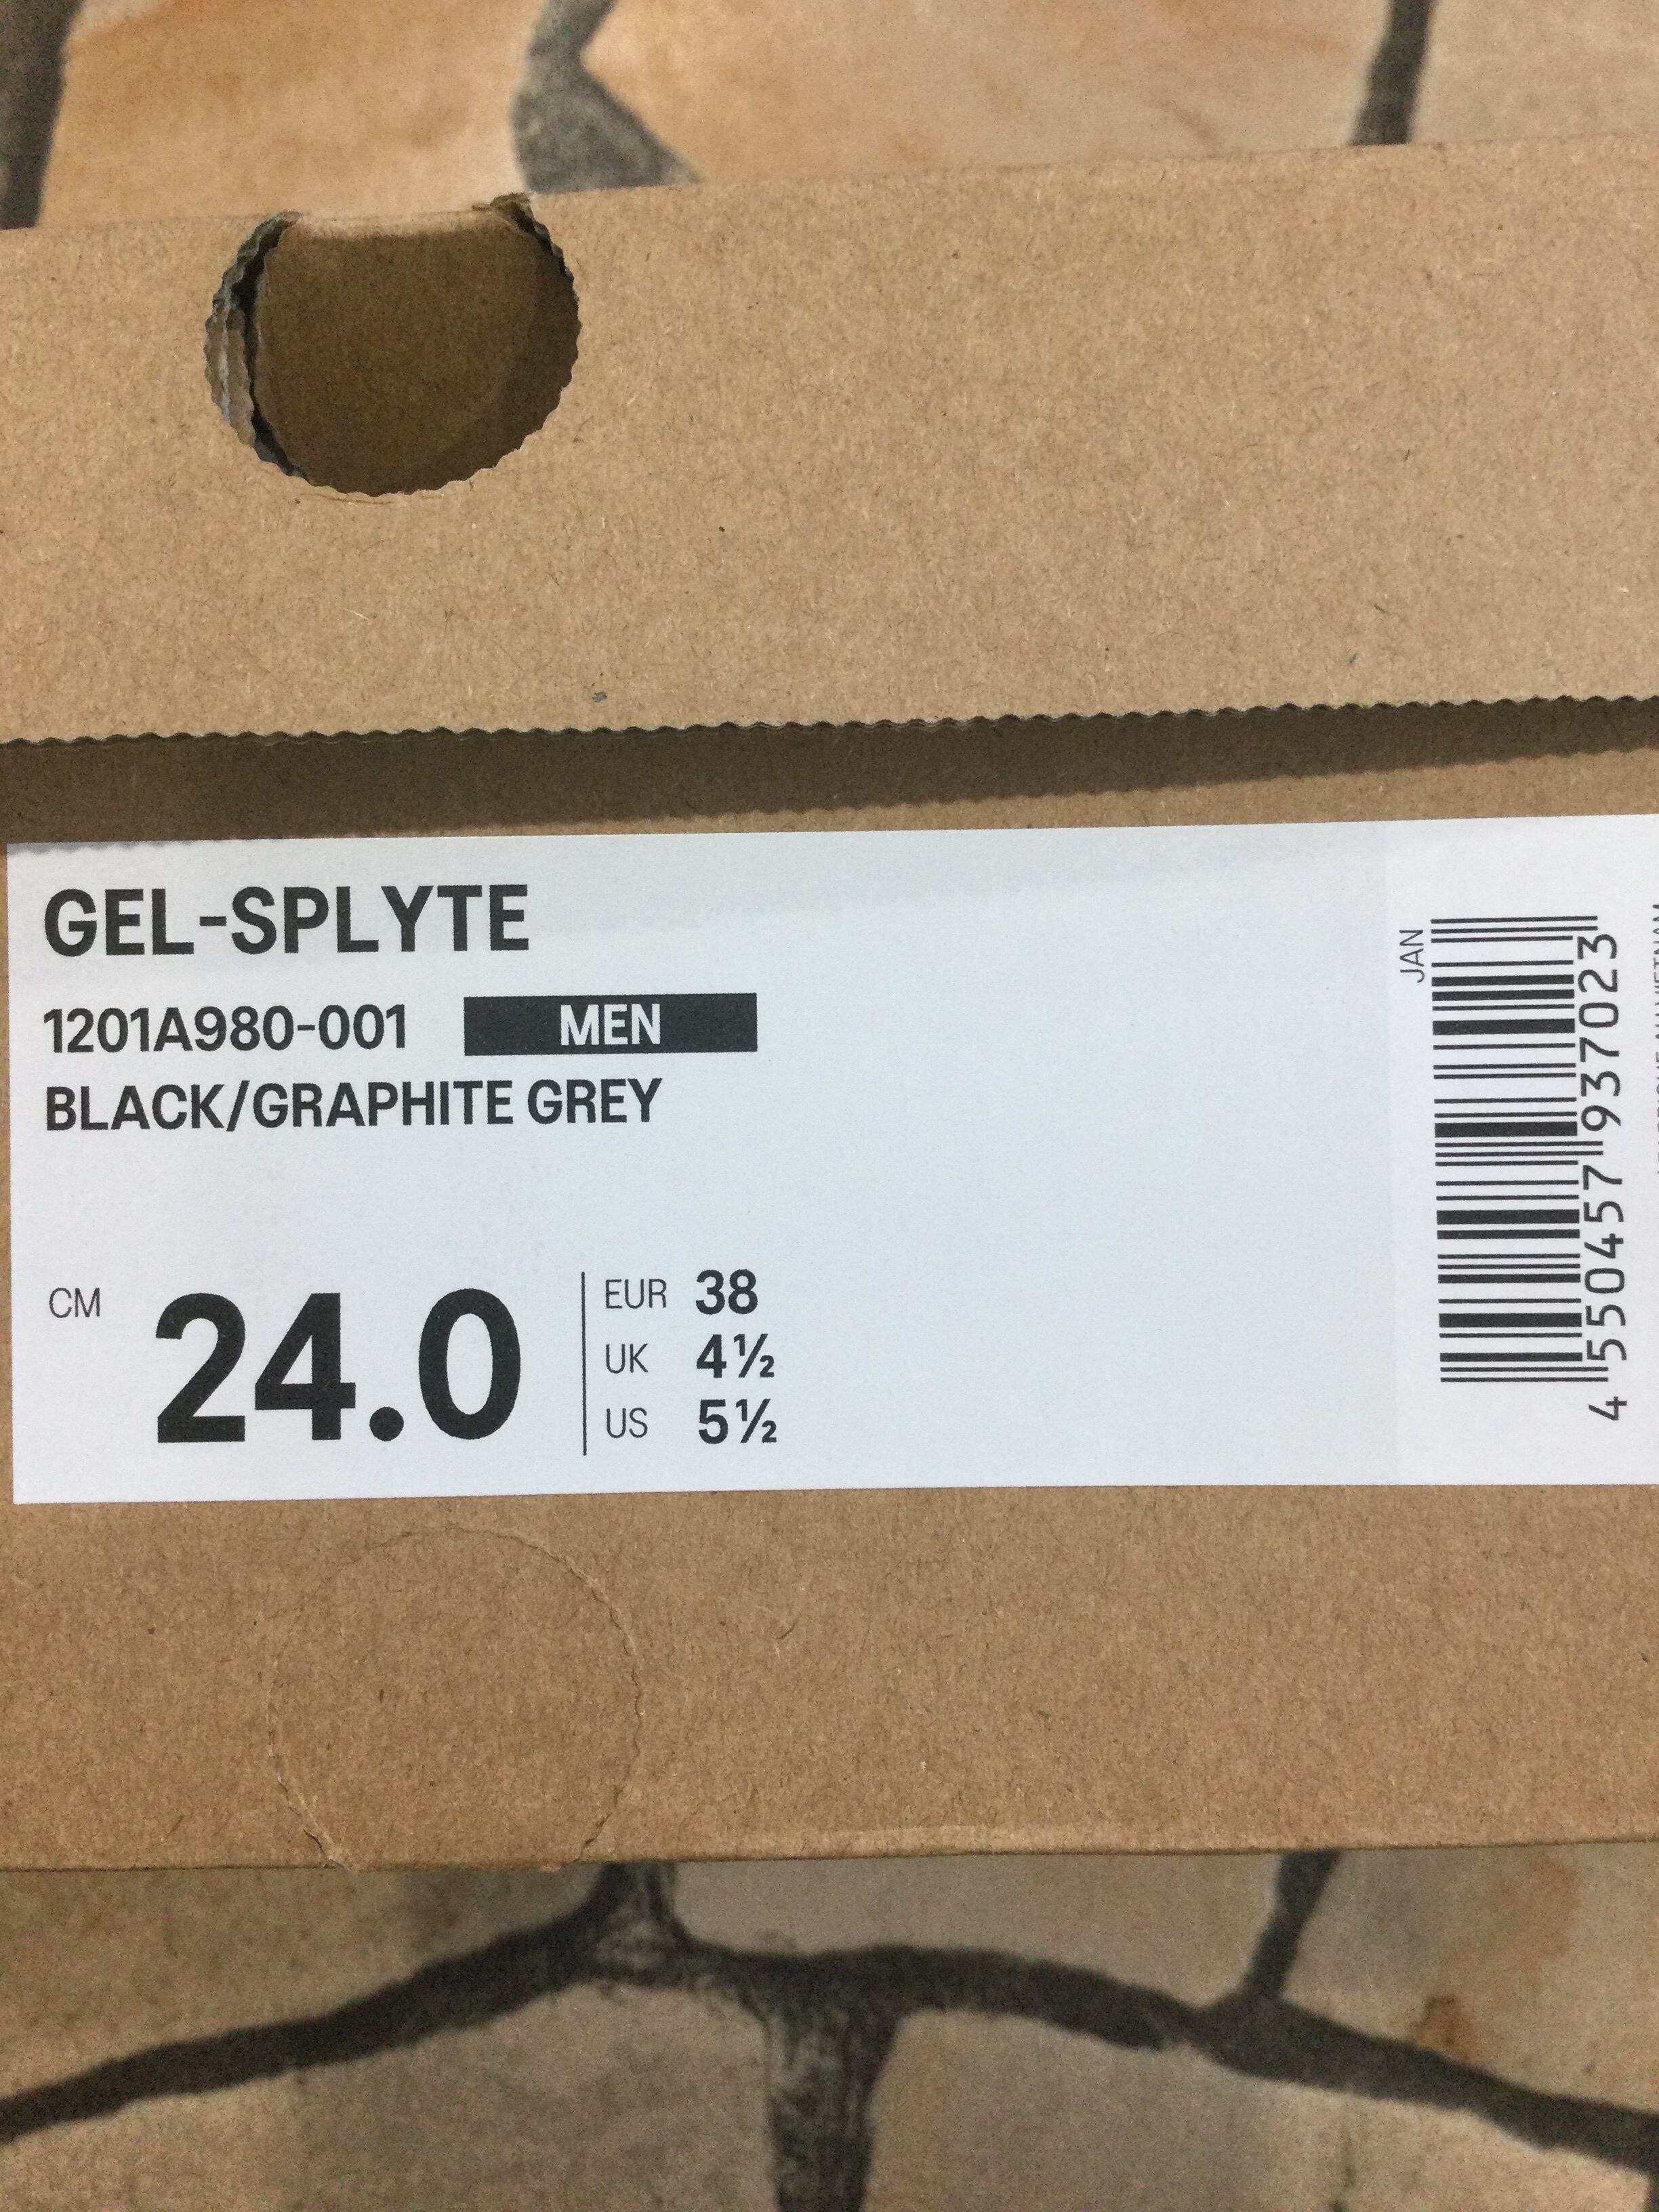 GEL-SPLYTE
1201A980-001 MEN
BLACK/GRAPHITE GREY
CM 24.0
EUR 38
UK 4½
US 5½
JAN
4 550457 937023